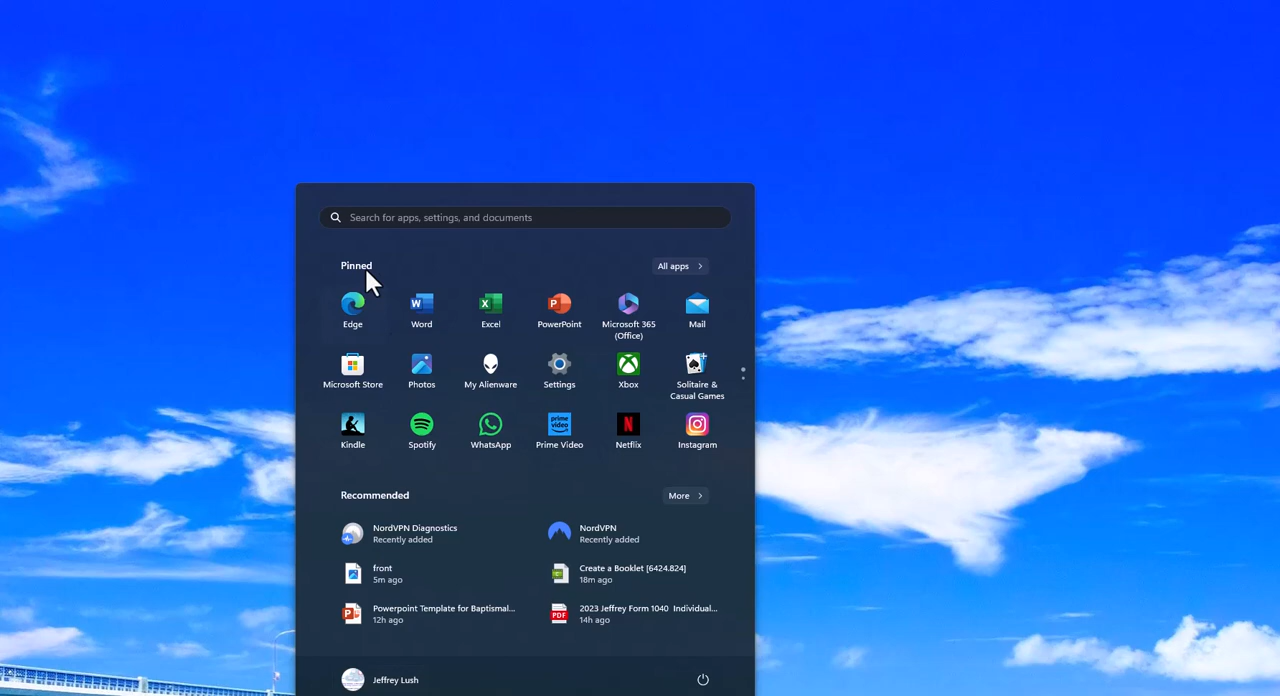 Search for apps, settings, and documents
Pinned
All apps
Edge
Word
Excel
PowerPoint
Microsoft 365
(Office)
Mail
Microsoft Store
Photos
My Alienware
Settings
Xbox
Solitaire &
Casual Games
Kindle
Spotify
WhatsApp
prime
video
Prime Video
Netflix
Instagram
Recommended
More
NordVPN Diagnostics
Recently added
NordVPN
Recently added
front
5m ago
Create a Booklet [6424.824]
18m ago
Powerpoint Template for Baptismal...
12h ago
PDF
2023 Jeffrey Form 1040 Individual...
14h ago
Jeffrey Lush